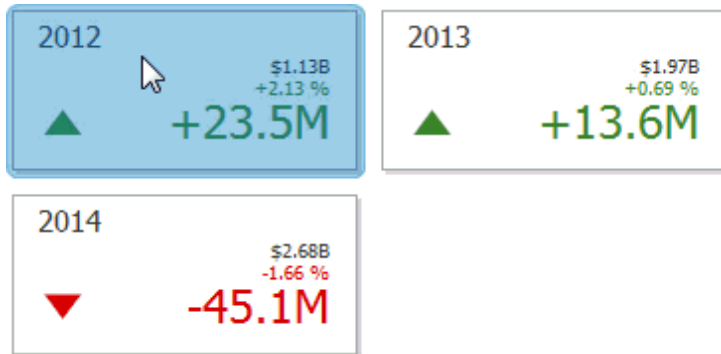 2012
$1.13B
+2.13 %
+23.5M
2013
$1.97B
+0.69 %
+13.6M
2014
$2.68B
-1.66 %
-45.1M